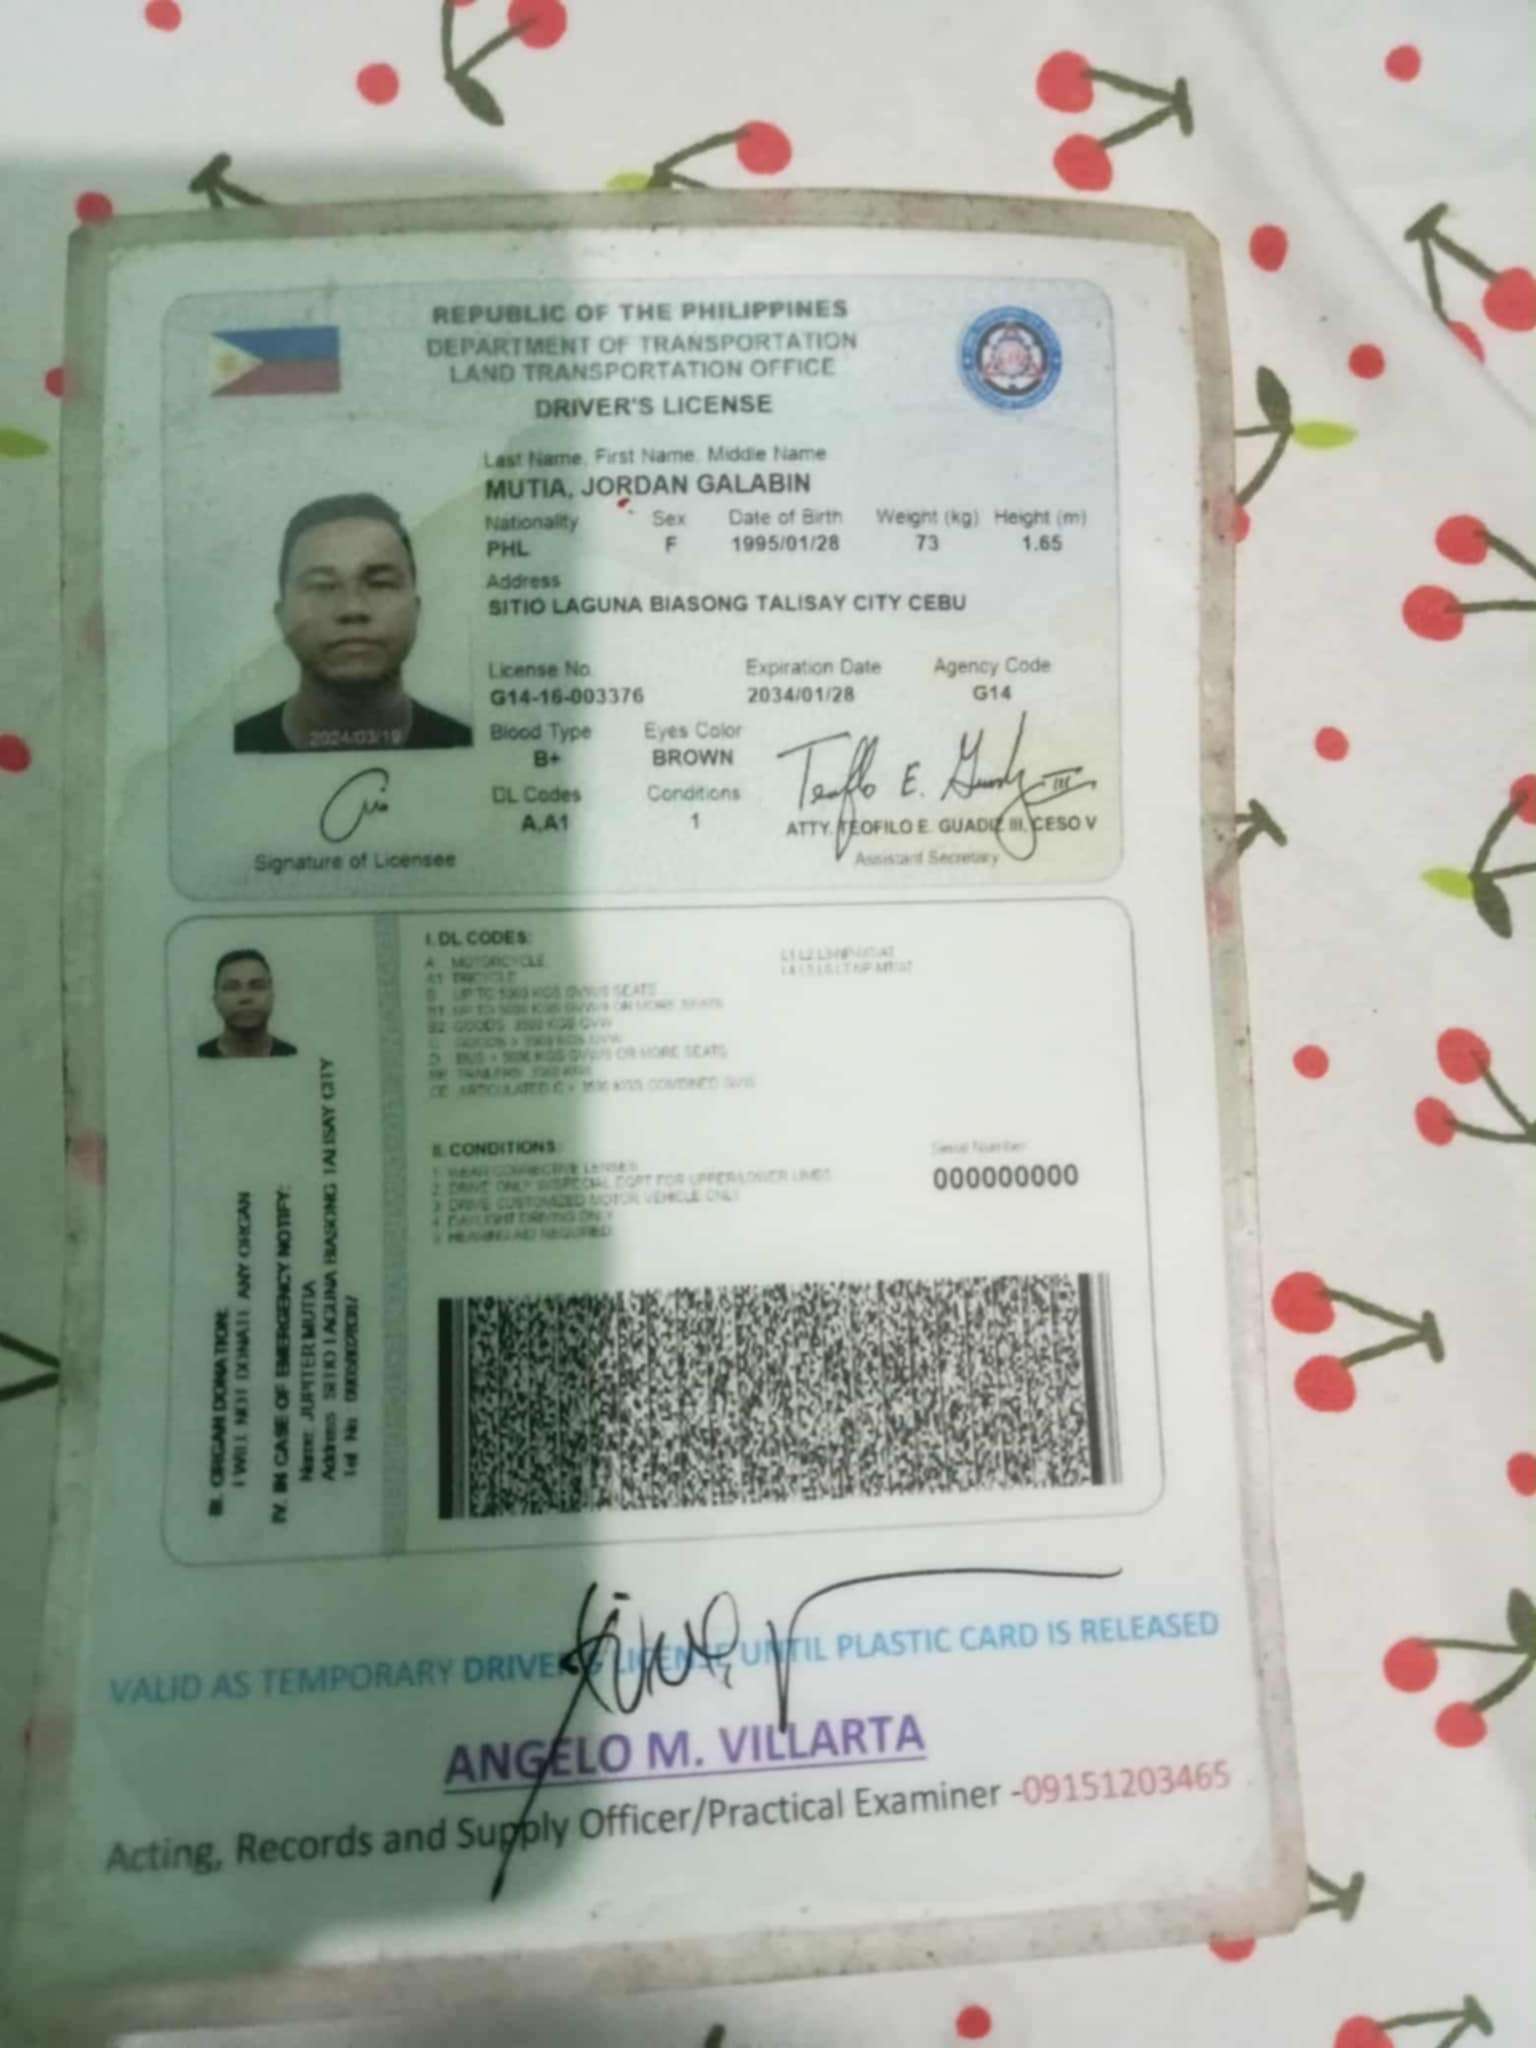 REPUBLIC OF THE PHILIPPINES
DEPARTMENT OF TRANSPORTATION
LAND TRANSPORTATION OFFICE
DRIVER'S LICENSE
Last Name, First Name, Middle Name
MUTIA, JORDAN GALABIN
Nationality Sex Date of Birth Weight (kg) Height (m)
PHL F 1995/01/28 73 1.65
Address
SITIO LAGUNA BIASONG TALISAY CITY CEBU
License No. Expiration Date Agency Code
G14-16-003376 2034/01/28 G14
Blood Type Eyes Color
B+ BROWN
DL Codes Conditions
A,A1 1
2024/03/19
Signature of Licensee
Teofilo E. Guadiz III
ATTY. TEOFILO E. GUADIZ III, CESO V
Assistant Secretary
I. DL CODES:
A MOTORCYCLE
A1 TRICYCLE
B UP TO 5000 KGS GVW/8 SEATS
B1 UP TO 5000 KGS GVW/9 OR MORE SEATS
B2 GOODS 3500 KGS GVW
C GOODS > 3500 KGS GVW
D BUS > 5000 KGS GVW/9 OR MORE SEATS
BE TRAILERS 3500 KGS
CE ARTICULATED C > 3500 KGS COMBINED GVW
II. CONDITIONS:
1 WEAR CORRECTIVE LENSES
2 DRIVE ONLY W/SPECIAL EQPT FOR UPPER/LOWER LIMBS
3 DRIVE CUSTOMIZED MOTOR VEHICLE ONLY
4 DAYLIGHT DRIVING ONLY
5 HEARING AID REQUIRED
Serial Number
000000000
III. ORGAN DONATION:
I WILL NOT DONATE ANY ORGAN
IV. IN CASE OF EMERGENCY NOTIFY:
Name: JUPITER MUTIA
Address: SITIO LAGUNA BIASONG TALISAY CITY
Tel. No.
VALID AS TEMPORARY DRIVER'S LICENSE UNTIL PLASTIC CARD IS RELEASED
ANGELO M. VILLARTA
Acting, Records and Supply Officer/Practical Examiner -09151203465